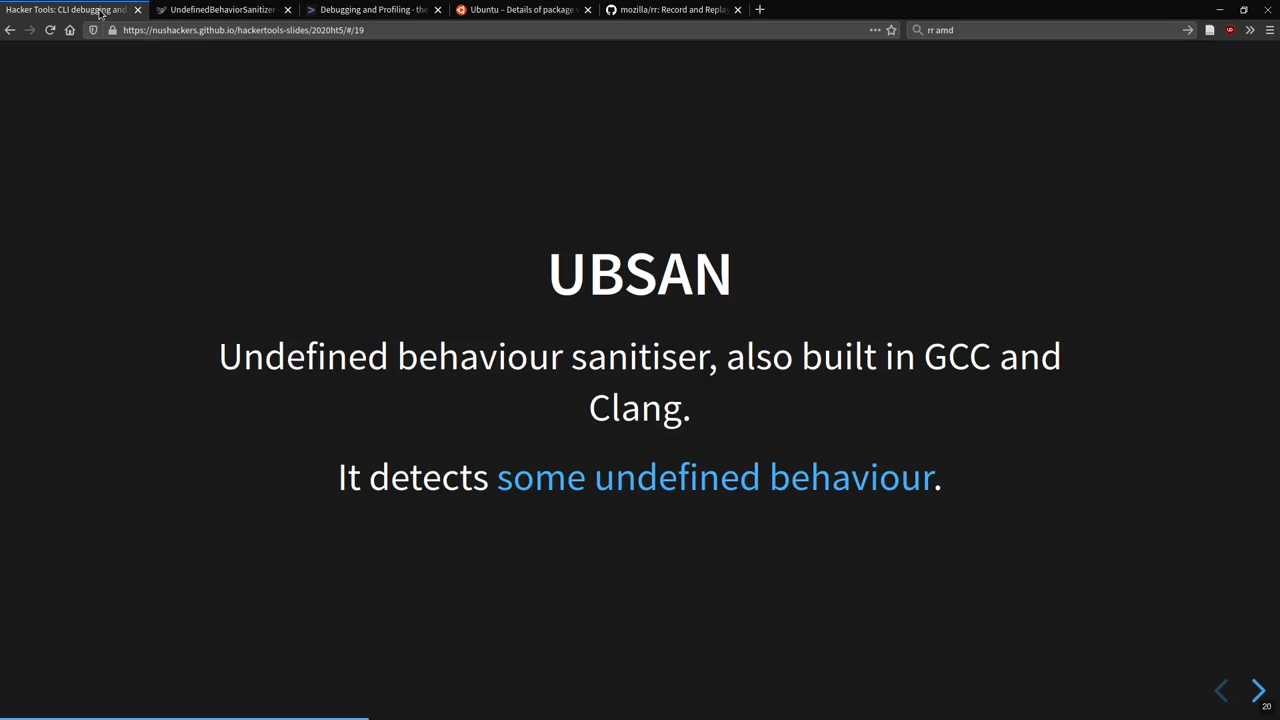 Hacker Tools: CLI debugging and
UndefinedBehaviorSanitizer
Debugging and Profiling · the
Ubuntu – Details of package v
mozilla/rr: Record and Replay
https://nushackers.github.io/hackertools-slides/2020ht5/#/19
rr amd
UBSAN
Undefined behaviour sanitiser, also built in GCC and
Clang.
It detects some undefined behaviour.
20